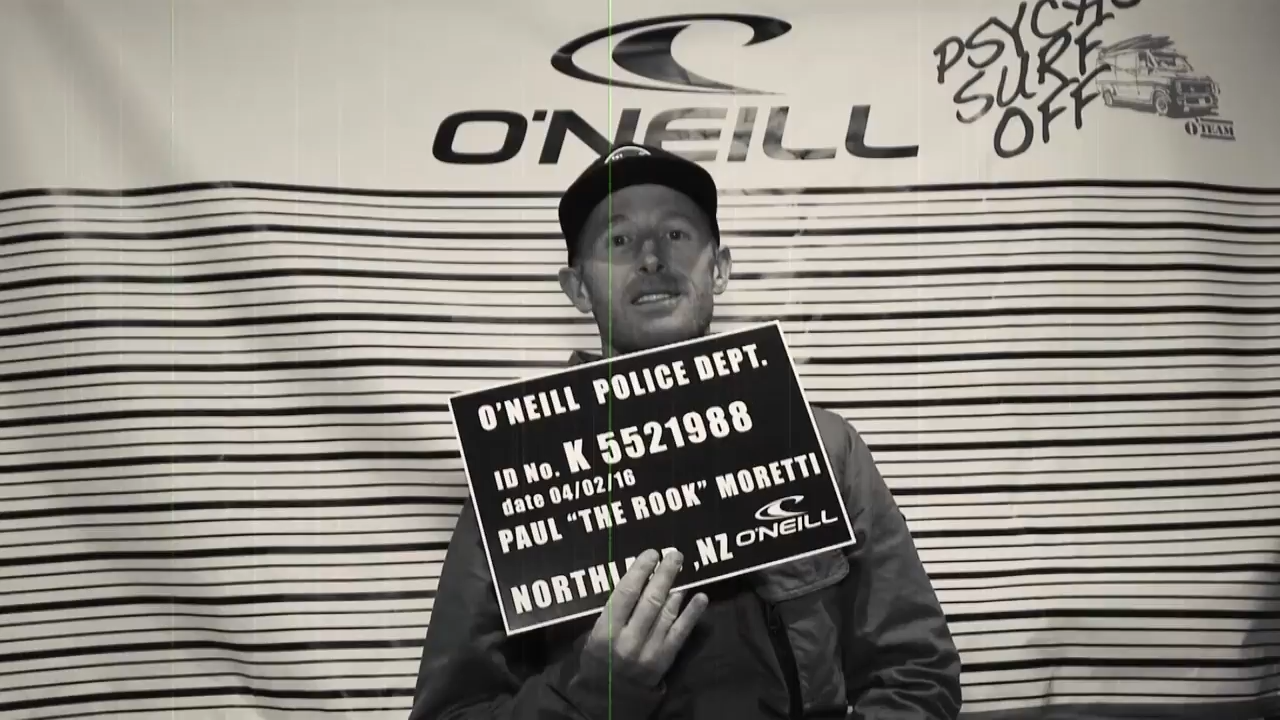 O'NEILL
PSYCHO
SURF
OFF
O'TEAM
O'NEILL POLICE DEPT.
ID No. K 5521988
date 04/02/16
PAUL “THE ROOK” MORETTI
O'NEILL
,NZ